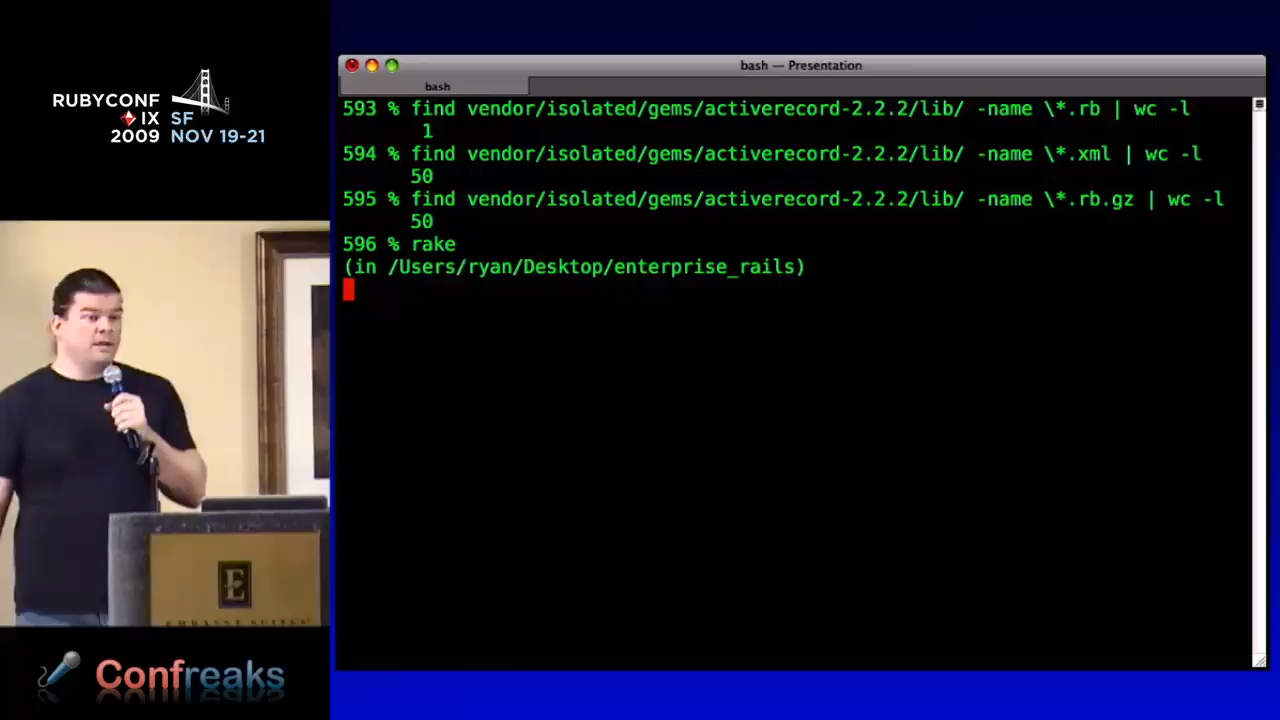 RUBYCONF
IX SF
2009 NOV 19-21
bash — Presentation
bash
593 % find vendor/isolated/gems/activerecord-2.2.2/lib/ -name \*.rb | wc -l
1
594 % find vendor/isolated/gems/activerecord-2.2.2/lib/ -name \*.xml | wc -l
50
595 % find vendor/isolated/gems/activerecord-2.2.2/lib/ -name \*.rb.gz | wc -l
50
596 % rake
(in /Users/ryan/Desktop/enterprise_rails)
E
EMBASSY SUITES
Confreaks